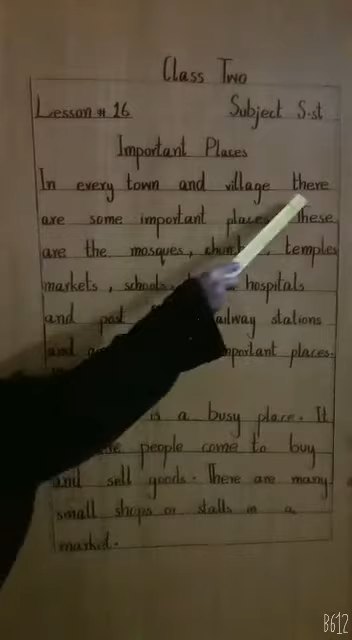 Class Two
Lesson # 16 Subject S.st
Important Places
In every town and village there
are some important places. These
are the mosques, temples
markets, schools, hospitals
and post railway stations
and important places.
is a busy place. It
people come to buy
and sell goods. There are many
small shops or stalls in a
market.
B612